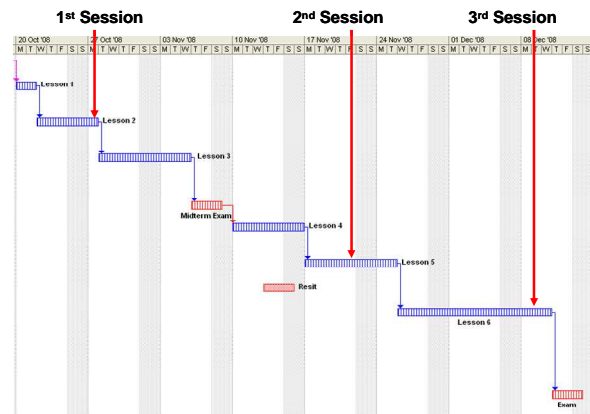 1st Session 2nd Session 3rd Session
20 Oct '08 27 Oct '08 03 Nov '08 10 Nov '08 17 Nov '08 24 Nov '08 01 Dec '08 08 Dec '08
M T W T F S S M T W T F S S M T W T F S S M T W T F S S M T W T F S S M T W T F S S M T W T F S S M T W T F S S
Lesson 1
Lesson 2
Lesson 3
Midterm Exam
Lesson 4
Lesson 5
Resit
Lesson 6
Exam